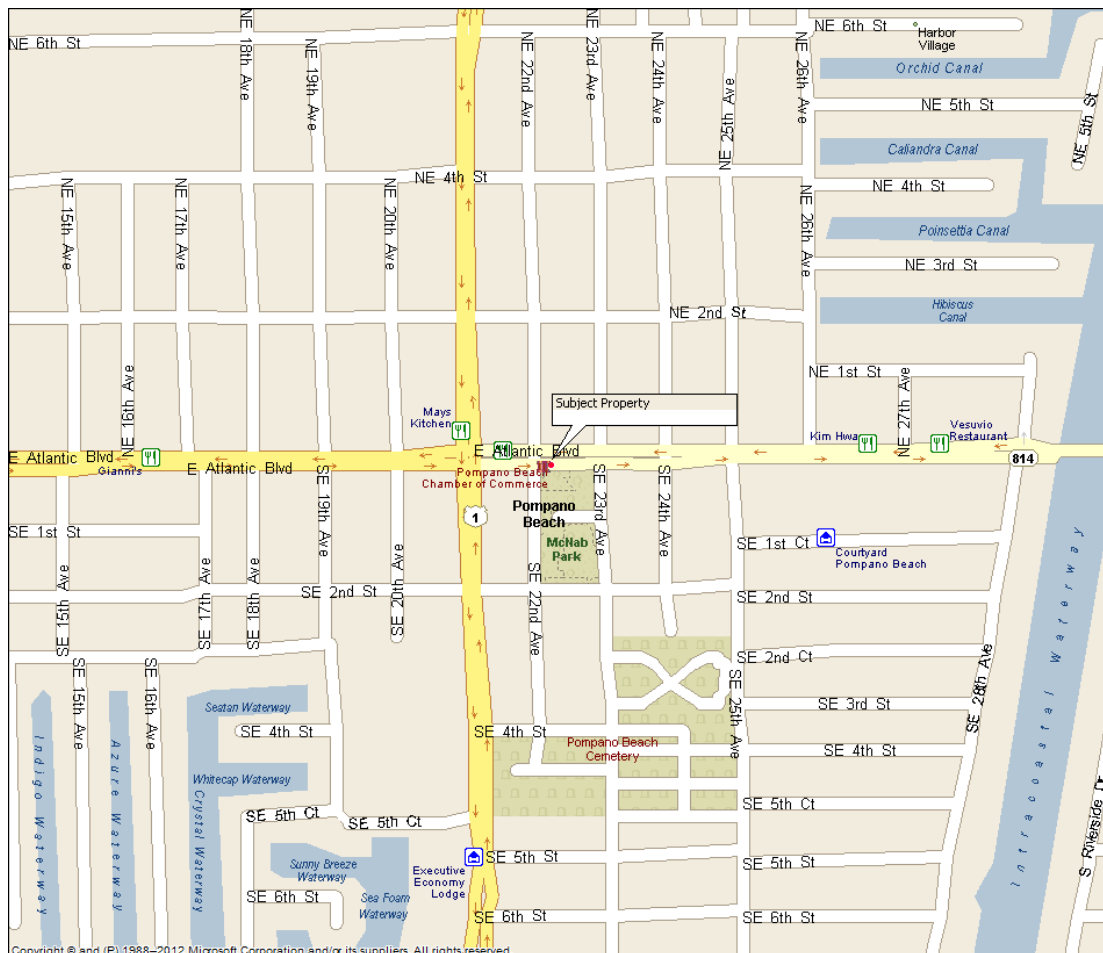 NE 6th St
NE 18th Ave
NE 19th Ave
NE 22nd Ave
NE 23rd Ave
NE 24th Ave
NE 25th Ave
NE 26th Ave
NE 6th St
Harbor
Village
Orchid Canal
NE 5th St
NE 5th St
Caliandra Canal
NE 4th St
NE 4th St
NE 15th Ave
NE 17th Ave
NE 20th Ave
NE 26th Ave
Poinsettia Canal
NE 3rd St
Hibiscus
Canal
NE 2nd St
NE 16th Ave
NE 1st St
NE 27th Ave
Subject Property
Mays
Kitchen
Kim Hwa
Vesuvio
Restaurant
E Atlantic Blvd
Gianni's
E Atlantic Blvd
E Atlantic Blvd
814
Pompano Beach
Chamber of Commerce
Pompano
Beach
McNab
Park
1
SE 19th Ave
SE 23rd Ave
SE 24th Ave
SE 1st St
SE 1st Ct
Courtyard
Pompano Beach
SE 15th Ave
SE 17th Ave
SE 18th Ave
SE 20th Ave
SE 22nd Ave
SE 2nd St
SE 2nd St
SE 2nd Ct
SE 25th Ave
SE 28th Ave
Intracoastal Waterway
SE 15th Ave
SE 16th Ave
Seatan Waterway
SE 4th St
SE 3rd St
SE 4th St
SE 4th St
Pompano Beach
Cemetery
Indigo Waterway
Azure Waterway
Crystal Waterway
Whitecap Waterway
SE 5th Ct
SE 5th Ct
SE 5th Ct
S Riverside Dr
Sunny Breeze
Waterway
SE 5th St
SE 5th St
Executive
Economy
Lodge
SE 6th St
Sea Foam
Waterway
SE 6th St
SE 6th St
Copyright © and (P) 1988–2012 Microsoft Corporation and/or its suppliers. All rights reserved.